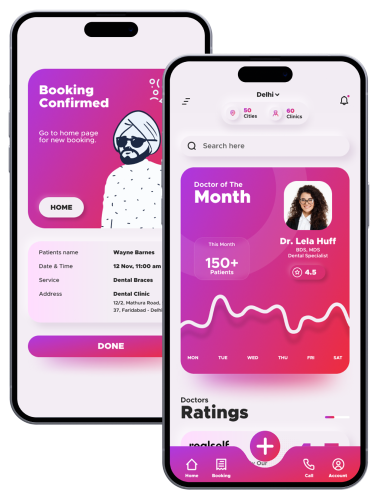 Booking
Confirmed
Go to home page
for new booking.
HOME
Patients name Wayne Barnes
Date & Time 12 Nov, 11:00 am
Service Dental Braces
Address Dental Clinic
12/2, Mathura Road,
37. Faridabad - Delhi
DONE
Delhi
50
Cities
60
Clinics
Search here
Doctor of The
Month
This Month
150+
Patients
Dr. Lela Huff
BDS, MDS
Dental Specialist
4.5
MON TUE WED THU FRI SAT
Doctors
Ratings
realself
Our
Home Booking Call Account